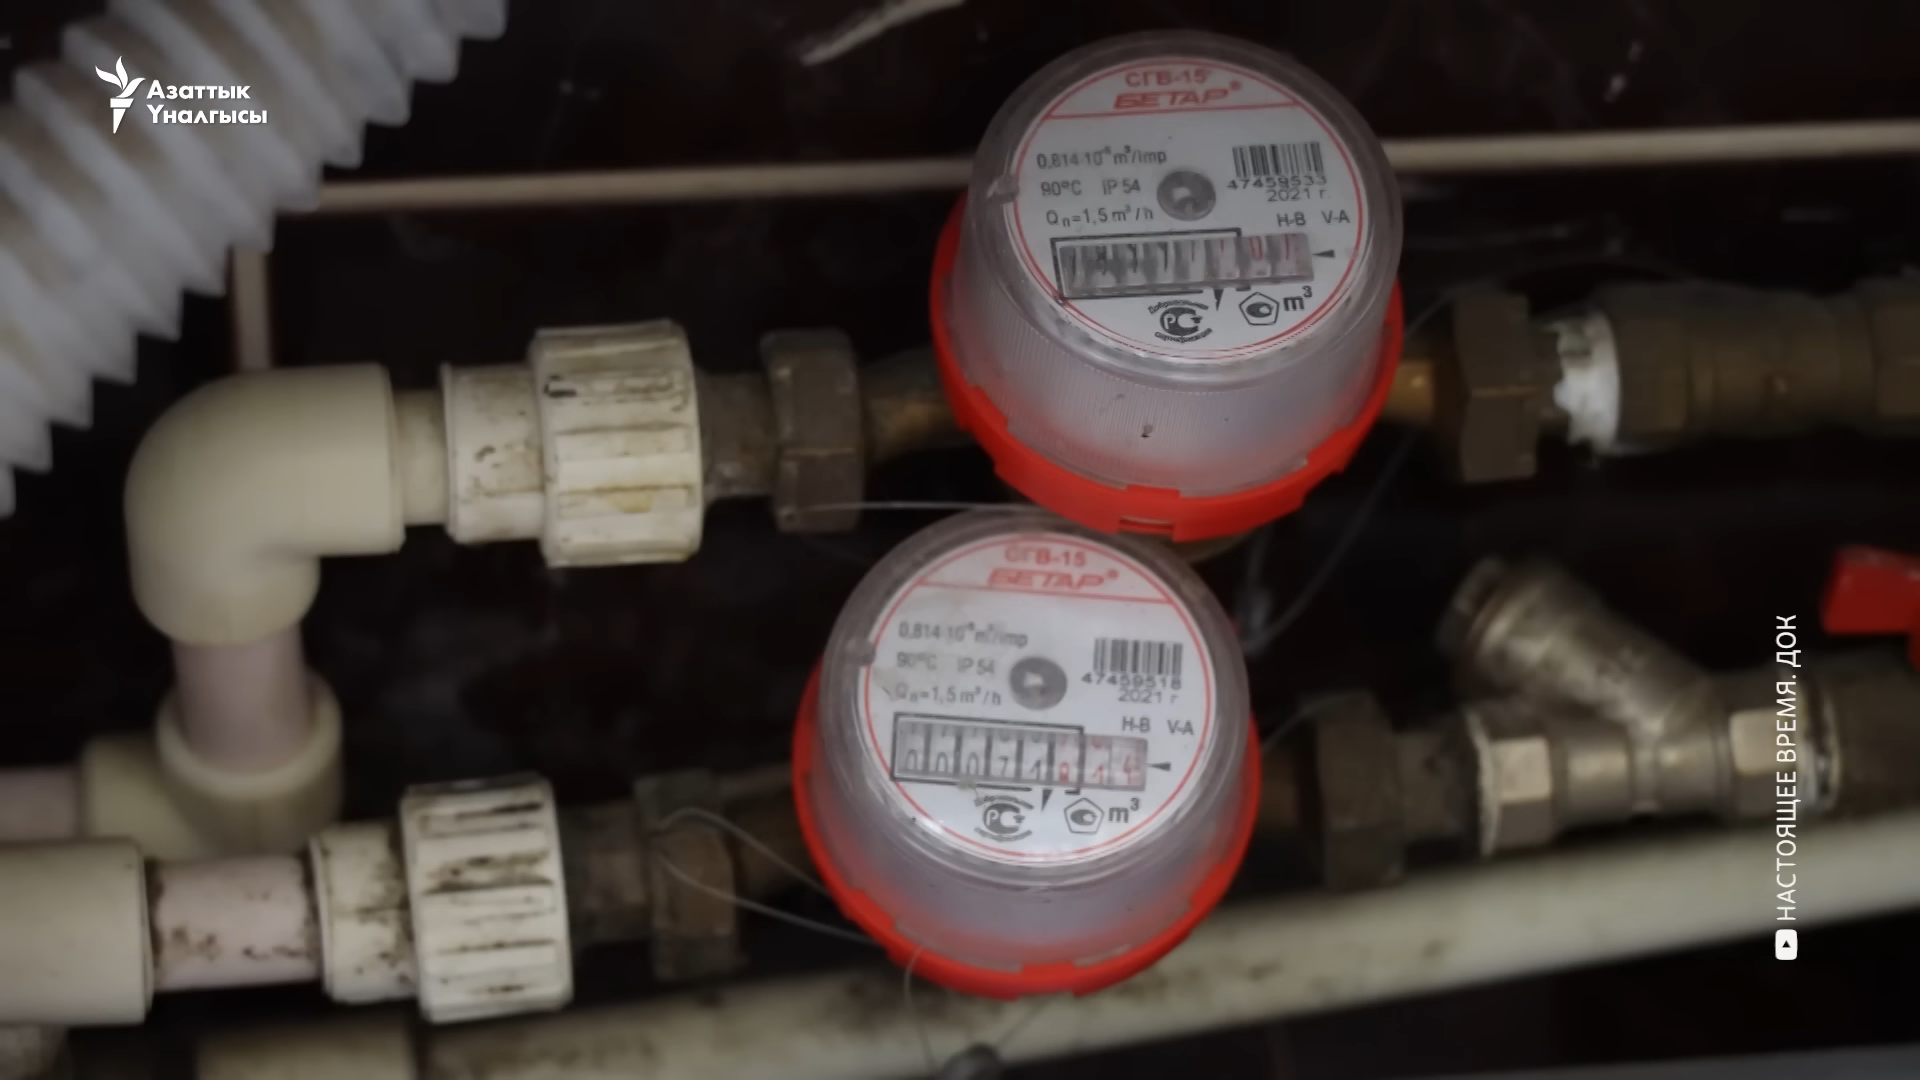 Азаттык
Үналгысы
СГВ-15
БЕТАР®
0,814·10⁻⁵ m³/imp
90°C IP 54
47459533
2021 г.
Qn=1,5 m³/h
H-B V-A
m³
СГВ-15
БЕТАР®
0,814·10⁻⁵ m³/imp
90°C IP 54
47459518
2021 г
Qn=1,5 m³/h
H-B V-A
m³
НАСТОЯЩЕЕ ВРЕМЯ. ДОК